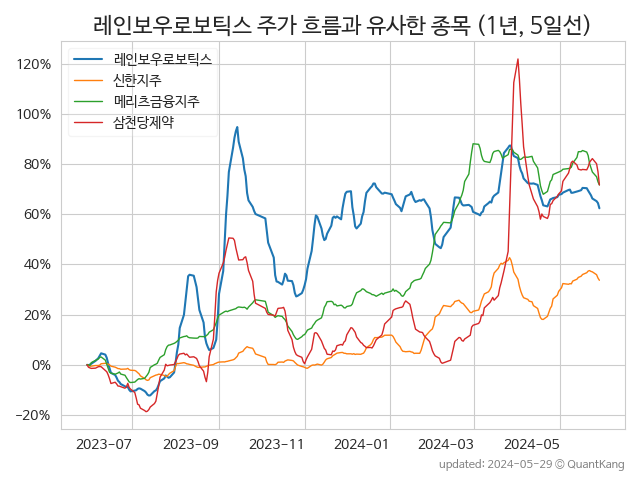 레인보우로보틱스 주가 흐름과 유사한 종목 (1년, 5일선)
레인보우로보틱스
신한지주
메리츠금융지주
삼천당제약
120%
100%
80%
60%
40%
20%
0%
−20%
2023-07
2023-09
2023-11
2024-01
2024-03
2024-05
updated: 2024-05-29 © QuantKang